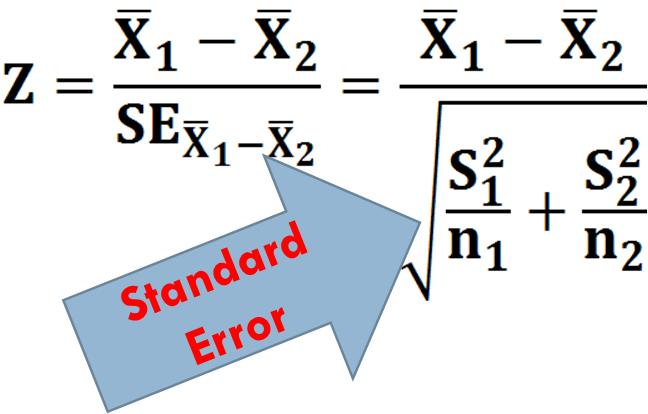 Z = (X̄₁ − X̄₂) / SE_(X̄₁−X̄₂) = (X̄₁ − X̄₂) / √(S₁²/n₁ + S₂²/n₂)
Standard
Error